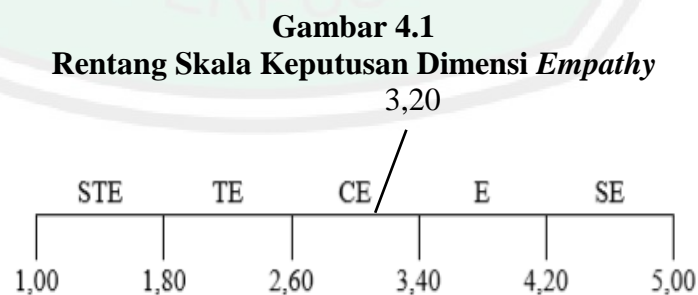 Gambar 4.1
Rentang Skala Keputusan Dimensi Empathy
3,20
STE TE CE E SE
1,00 1,80 2,60 3,40 4,20 5,00